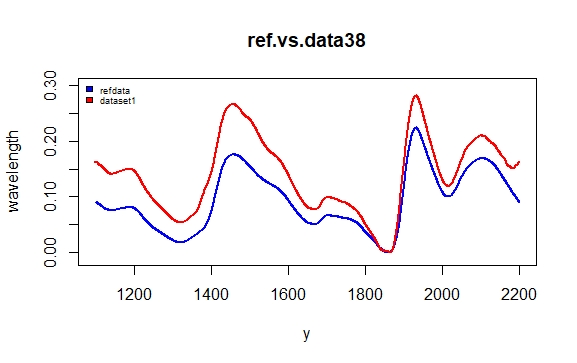 ref.vs.data38
refdata
dataset1
wavelength
0.30
0.20
0.10
0.00
1200 1400 1600 1800 2000 2200
y